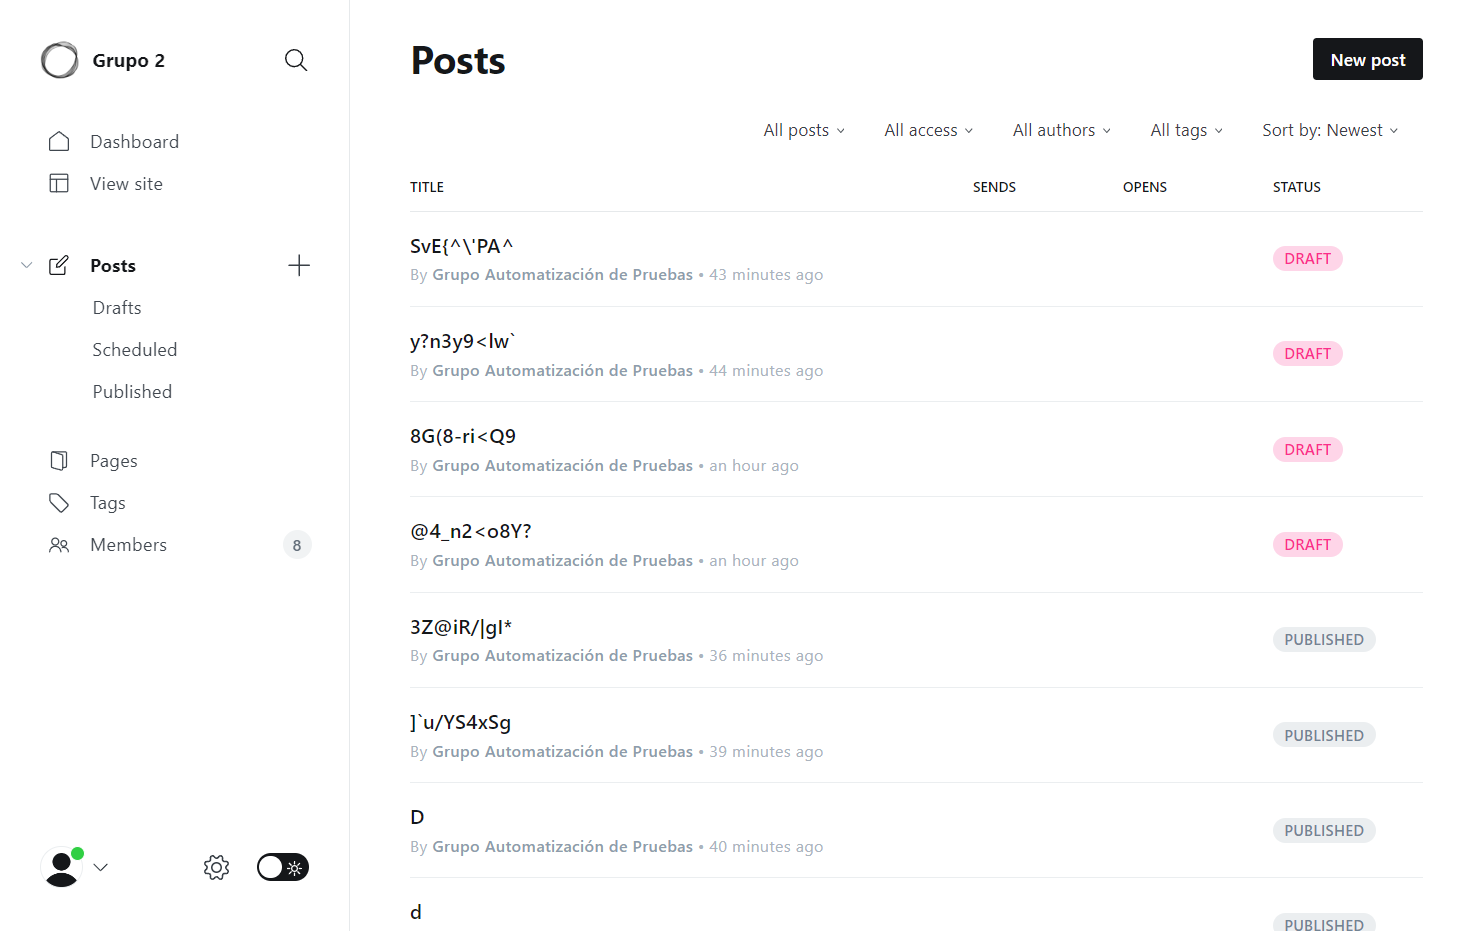 Grupo 2
Dashboard
View site
Posts
Drafts
Scheduled
Published
Pages
Tags
Members
8
Posts
New post
All posts
All access
All authors
All tags
Sort by: Newest
TITLE
SENDS
OPENS
STATUS
SvE{^\'PA^
By Grupo Automatización de Pruebas • 43 minutes ago
DRAFT
y?n3y9<lw`
By Grupo Automatización de Pruebas • 44 minutes ago
DRAFT
8G(8-ri<Q9
By Grupo Automatización de Pruebas • an hour ago
DRAFT
@4_n2<o8Y?
By Grupo Automatización de Pruebas • an hour ago
DRAFT
3Z@iR/|gI*
By Grupo Automatización de Pruebas • 36 minutes ago
PUBLISHED
]`u/YS4xSg
By Grupo Automatización de Pruebas • 39 minutes ago
PUBLISHED
D
By Grupo Automatización de Pruebas • 40 minutes ago
PUBLISHED
d
PUBLISHED